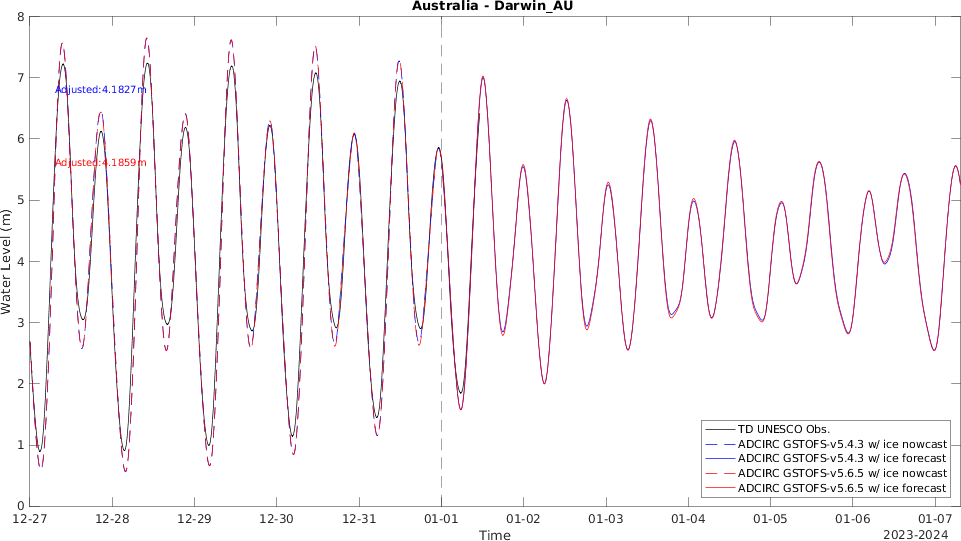 Australia - Darwin_AU
8
7
6
5
4
3
2
1
0
Water Level (m)
Adjusted:4.1827m
Adjusted:4.1859m
TD UNESCO Obs.
ADCIRC GSTOFS-v5.4.3 w/ ice nowcast
ADCIRC GSTOFS-v5.4.3 w/ ice forecast
ADCIRC GSTOFS-v5.6.5 w/ ice nowcast
ADCIRC GSTOFS-v5.6.5 w/ ice forecast
12-27 12-28 12-29 12-30 12-31 01-01 01-02 01-03 01-04 01-05 01-06 01-07
Time
2023-2024